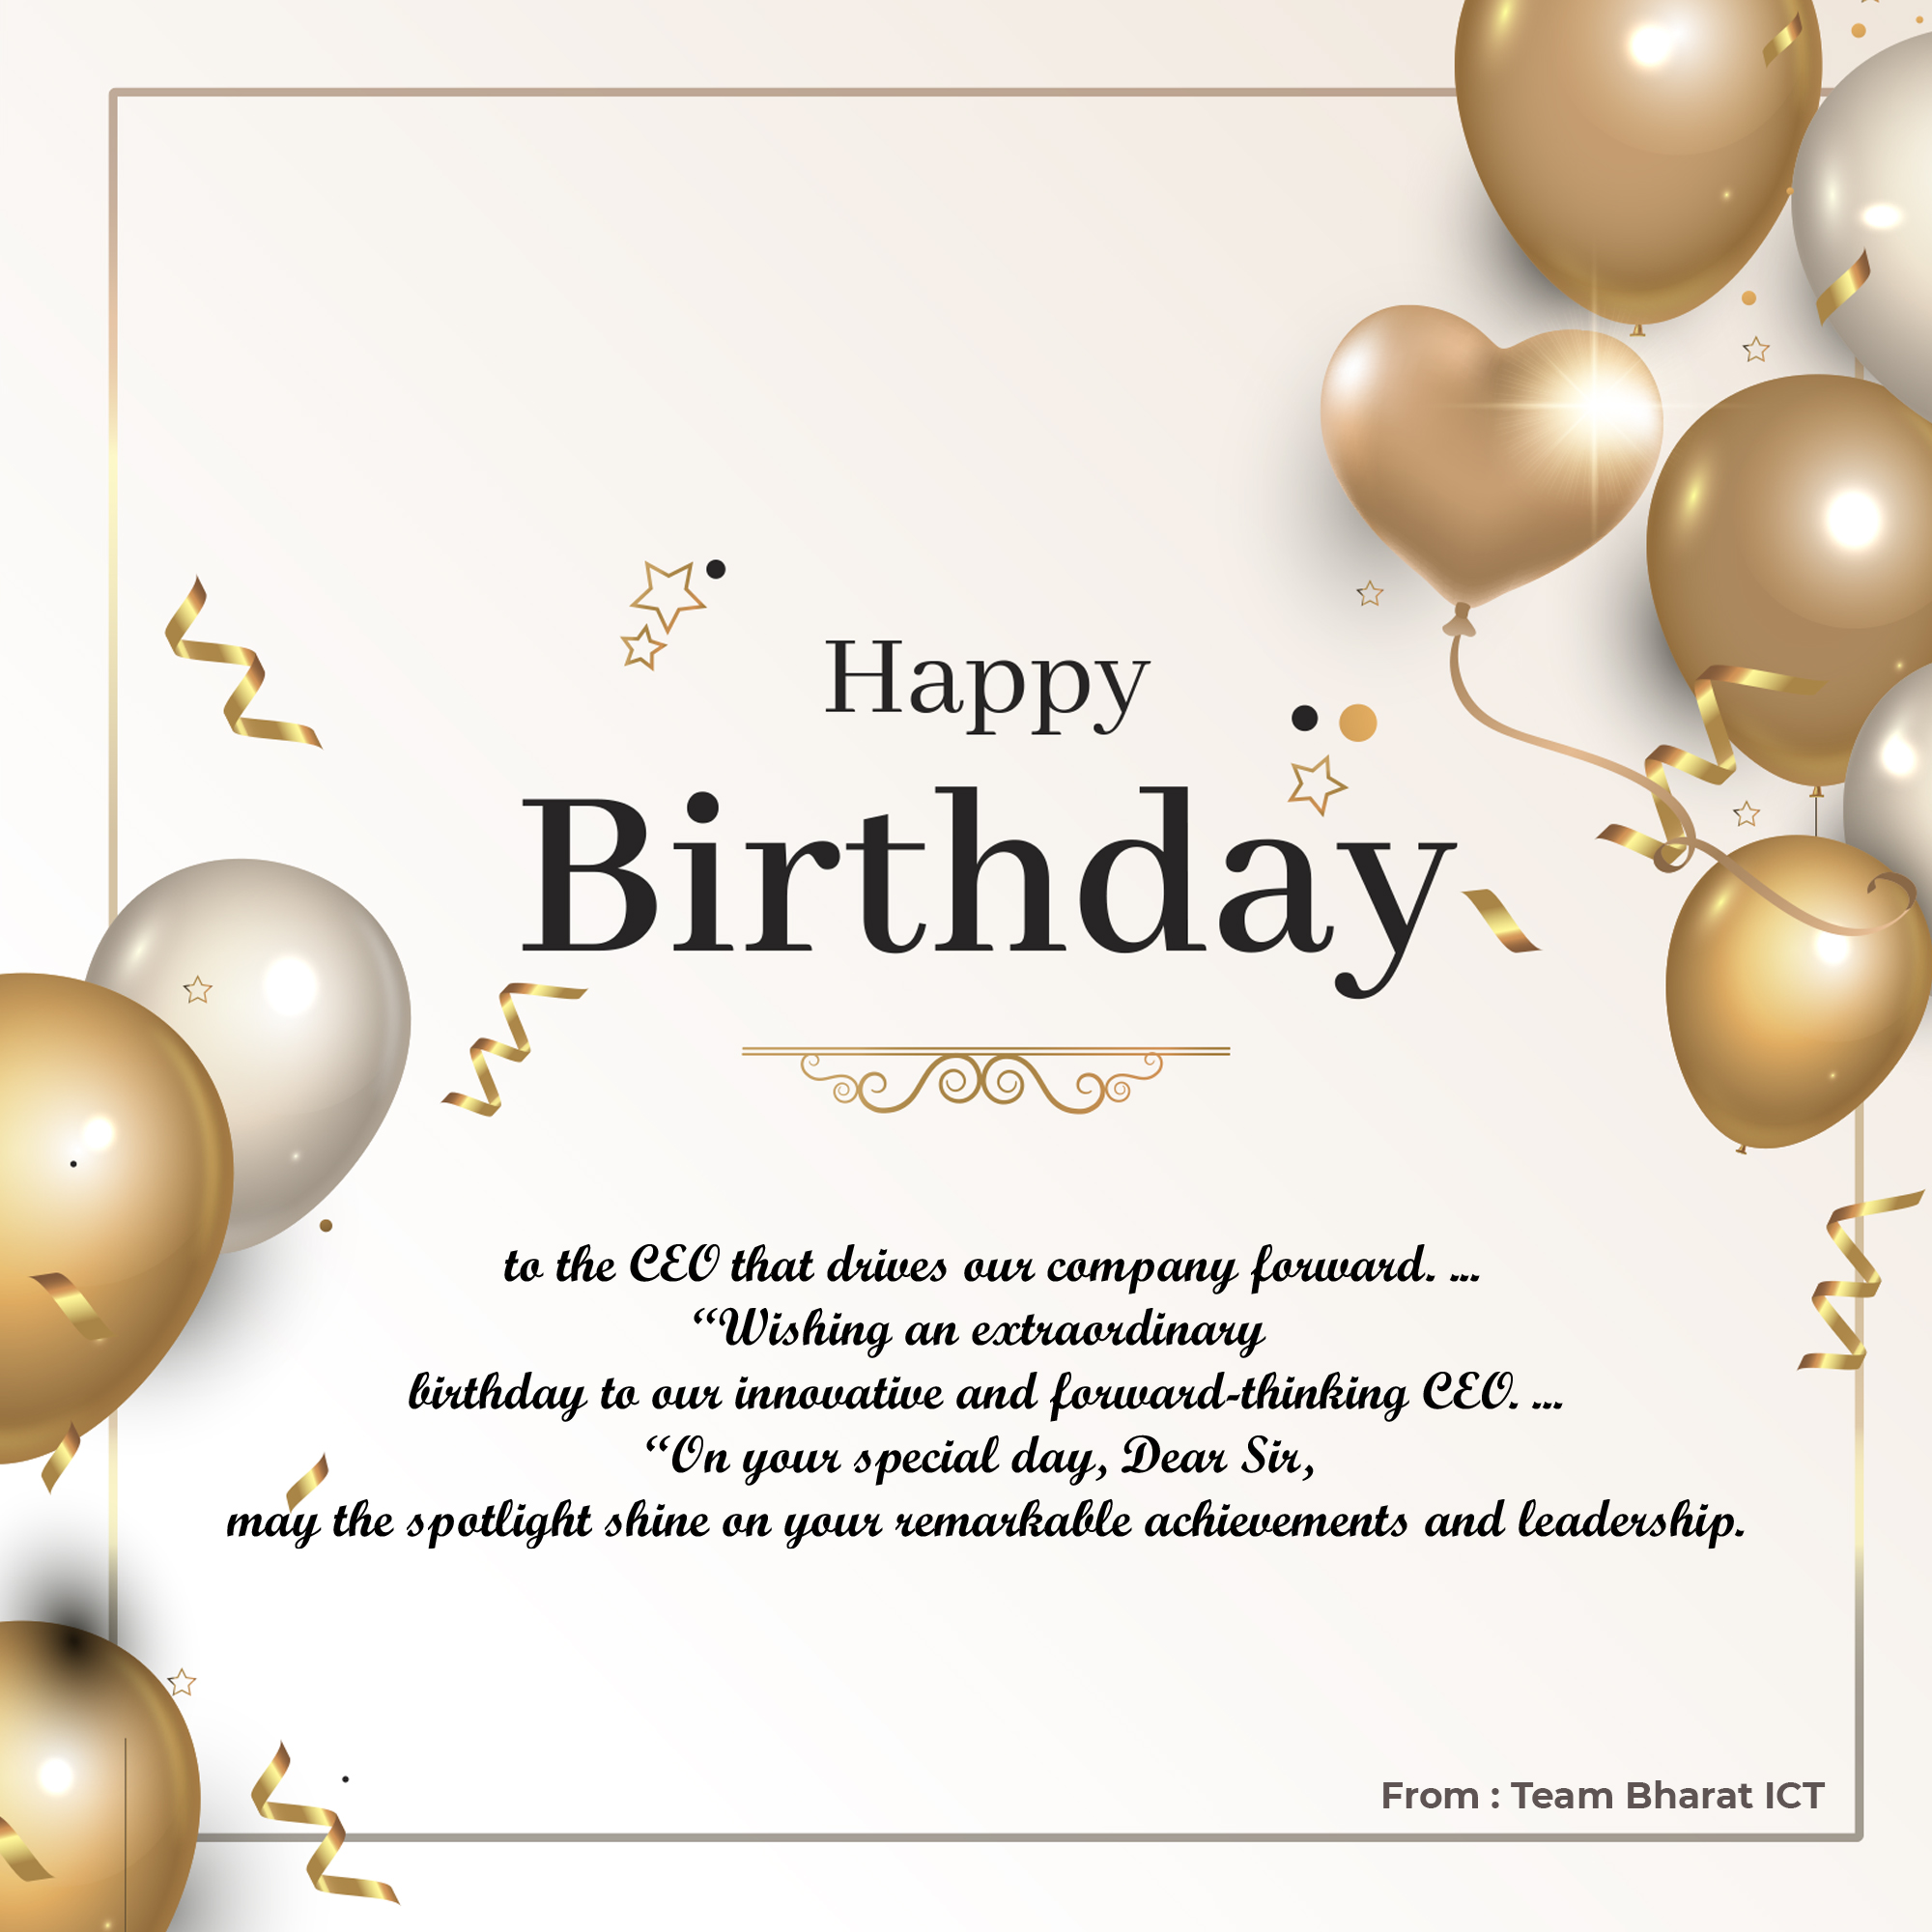 Happy
Birthday
to the CEO that drives our company forward. ...
“Wishing an extraordinary
birthday to our innovative and forward-thinking CEO. ...
“On your special day, Dear Sir,
may the spotlight shine on your remarkable achievements and leadership.
From : Team Bharat ICT